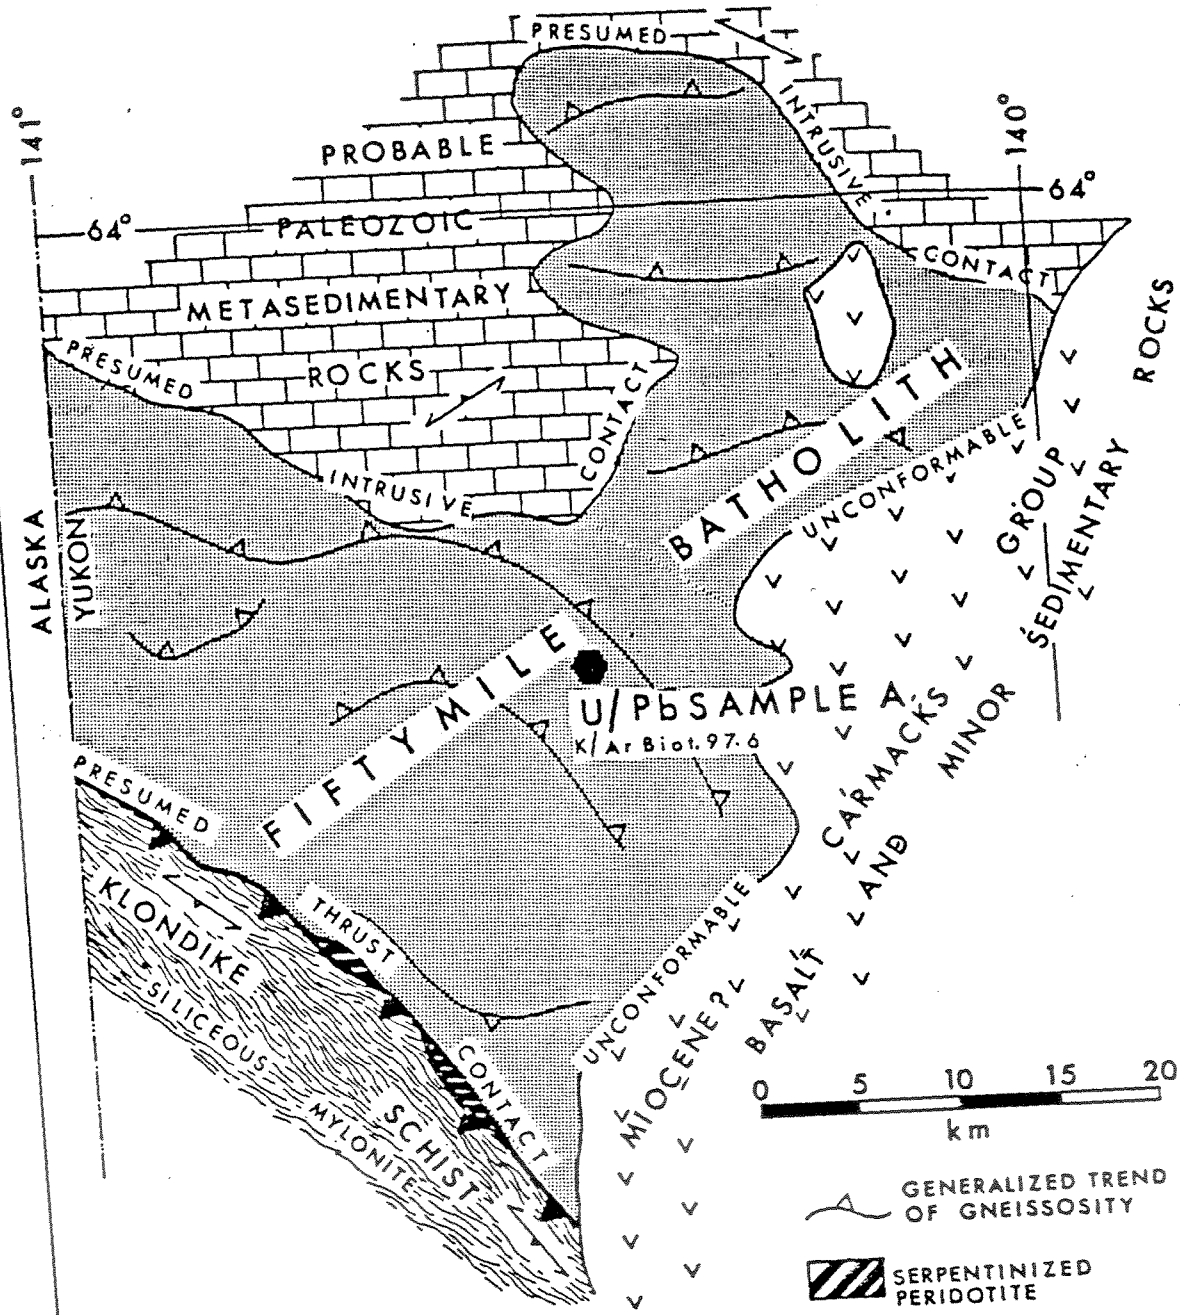 PRESUMED
INTRUSIVE
CONTACT
141°
140°
64°
64°
PROBABLE
PALEOZOIC
METASEDIMENTARY
ROCKS
PRESUMED
INTRUSIVE
CONTACT
ALASKA
YUKON
FIFTYMILE BATHOLITH
U/Pb SAMPLE A.
K/Ar Biot. 97.6
UNCONFORMABLE
UNCONFORMABLE
MIOCENE? CARMACKS GROUP
BASALT AND MINOR SEDIMENTARY ROCKS
PRESUMED
THRUST
CONTACT
KLONDIKE
SCHIST
SILICEOUS
MYLONITE
0 5 10 15 20
km
GENERALIZED TREND
OF GNEISSOSITY
SERPENTINIZED
PERIDOTITE